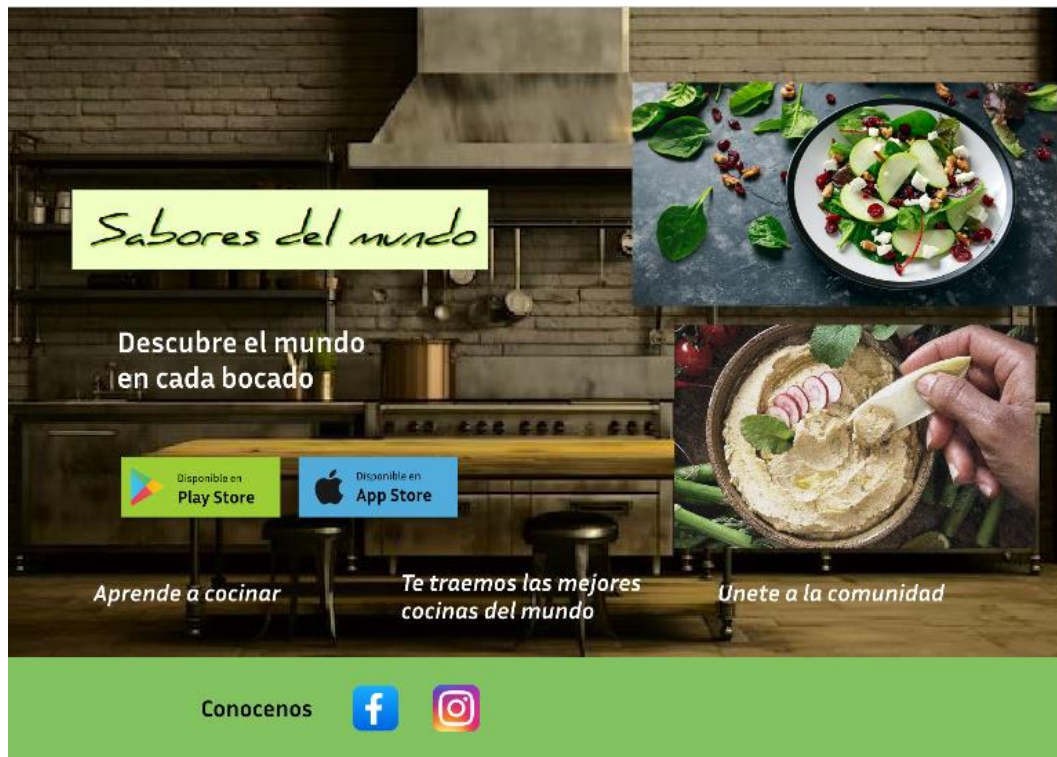 Sabores del mundo
Descubre el mundo
en cada bocado
Disponible en
Play Store
Disponible en
App Store
Aprende a cocinar
Te traemos las mejores
cocinas del mundo
Unete a la comunidad
Conocenos